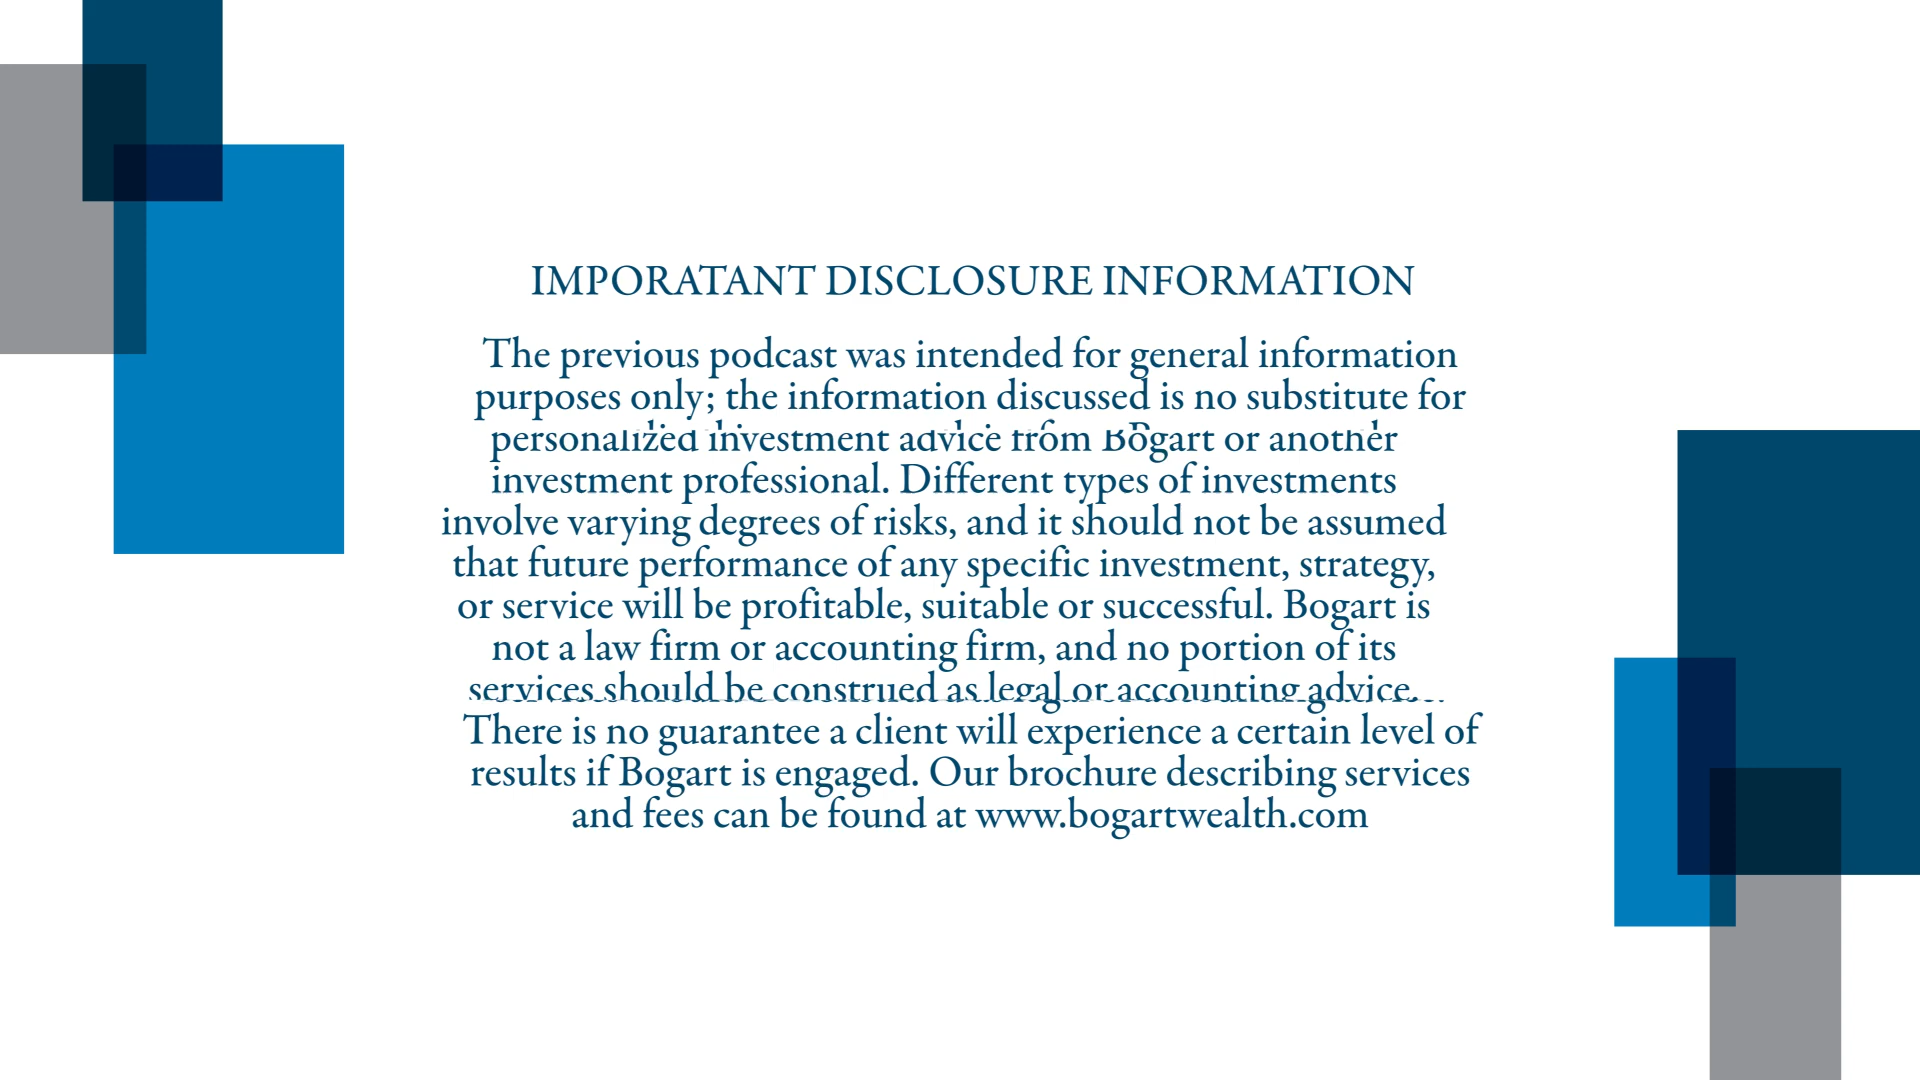 IMPORATANT DISCLOSURE INFORMATION
The previous podcast was intended for general information
purposes only; the information discussed is no substitute for
personalized investment advice from Bogart or another
investment professional. Different types of investments
involve varying degrees of risks, and it should not be assumed
that future performance of any specific investment, strategy,
or service will be profitable, suitable or successful. Bogart is
not a law firm or accounting firm, and no portion of its
services should be construed as legal or accounting advice.
There is no guarantee a client will experience a certain level of
results if Bogart is engaged. Our brochure describing services
and fees can be found at www.bogartwealth.com